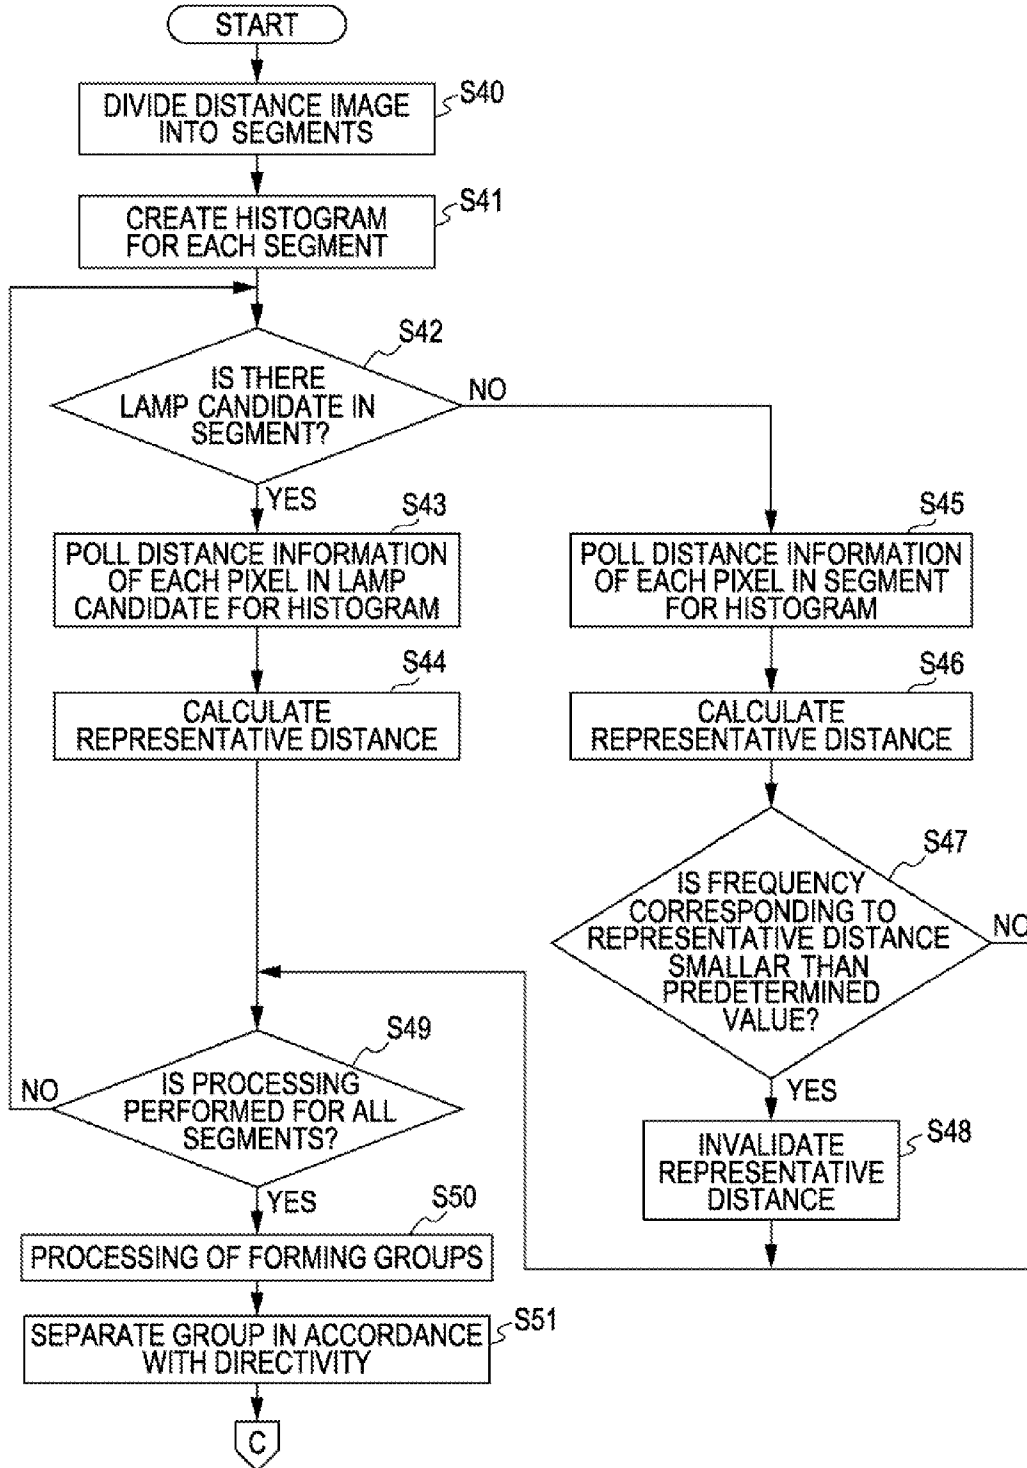 START
S40
DIVIDE DISTANCE IMAGE
INTO SEGMENTS
S41
CREATE HISTOGRAM
FOR EACH SEGMENT
S42
IS THERE
LAMP CANDIDATE IN
SEGMENT?
NO
YES
S43
POLL DISTANCE INFORMATION
OF EACH PIXEL IN LAMP
CANDIDATE FOR HISTOGRAM
S45
POLL DISTANCE INFORMATION
OF EACH PIXEL IN SEGMENT
FOR HISTOGRAM
S44
CALCULATE
REPRESENTATIVE DISTANCE
S46
CALCULATE
REPRESENTATIVE DISTANCE
S47
IS FREQUENCY
CORRESPONDING TO
REPRESENTATIVE DISTANCE
SMALLAR THAN
PREDETERMINED
VALUE?
NO
YES
S48
INVALIDATE
REPRESENTATIVE
DISTANCE
S49
IS PROCESSING
PERFORMED FOR ALL
SEGMENTS?
NO
YES
S50
PROCESSING OF FORMING GROUPS
S51
SEPARATE GROUP IN ACCORDANCE
WITH DIRECTIVITY
C